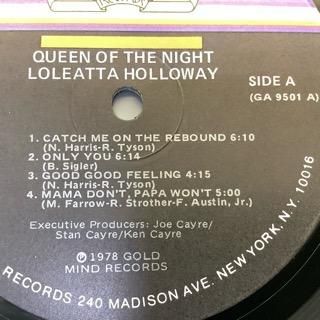 QUEEN OF THE NIGHT
LOLEATTA HOLLOWAY
SIDE A
(GA 9501 A)
1. CATCH ME ON THE REBOUND 6:10
(N. Harris-R. Tyson)
2. ONLY YOU 6:14
(B. Sigler)
3. GOOD GOOD FEELING 4:15
(N. Harris-R. Tyson)
4. MAMA DON'T, PAPA WON'T 5:00
(M. Farrow-R. Strother-F. Austin, Jr.)
Executive Producers: Joe Cayre/
Stan Cayre/Ken Cayre
℗ 1978 GOLD
MIND RECORDS
RECORDS 240 MADISON AVE. NEW YORK, N.Y. 10016